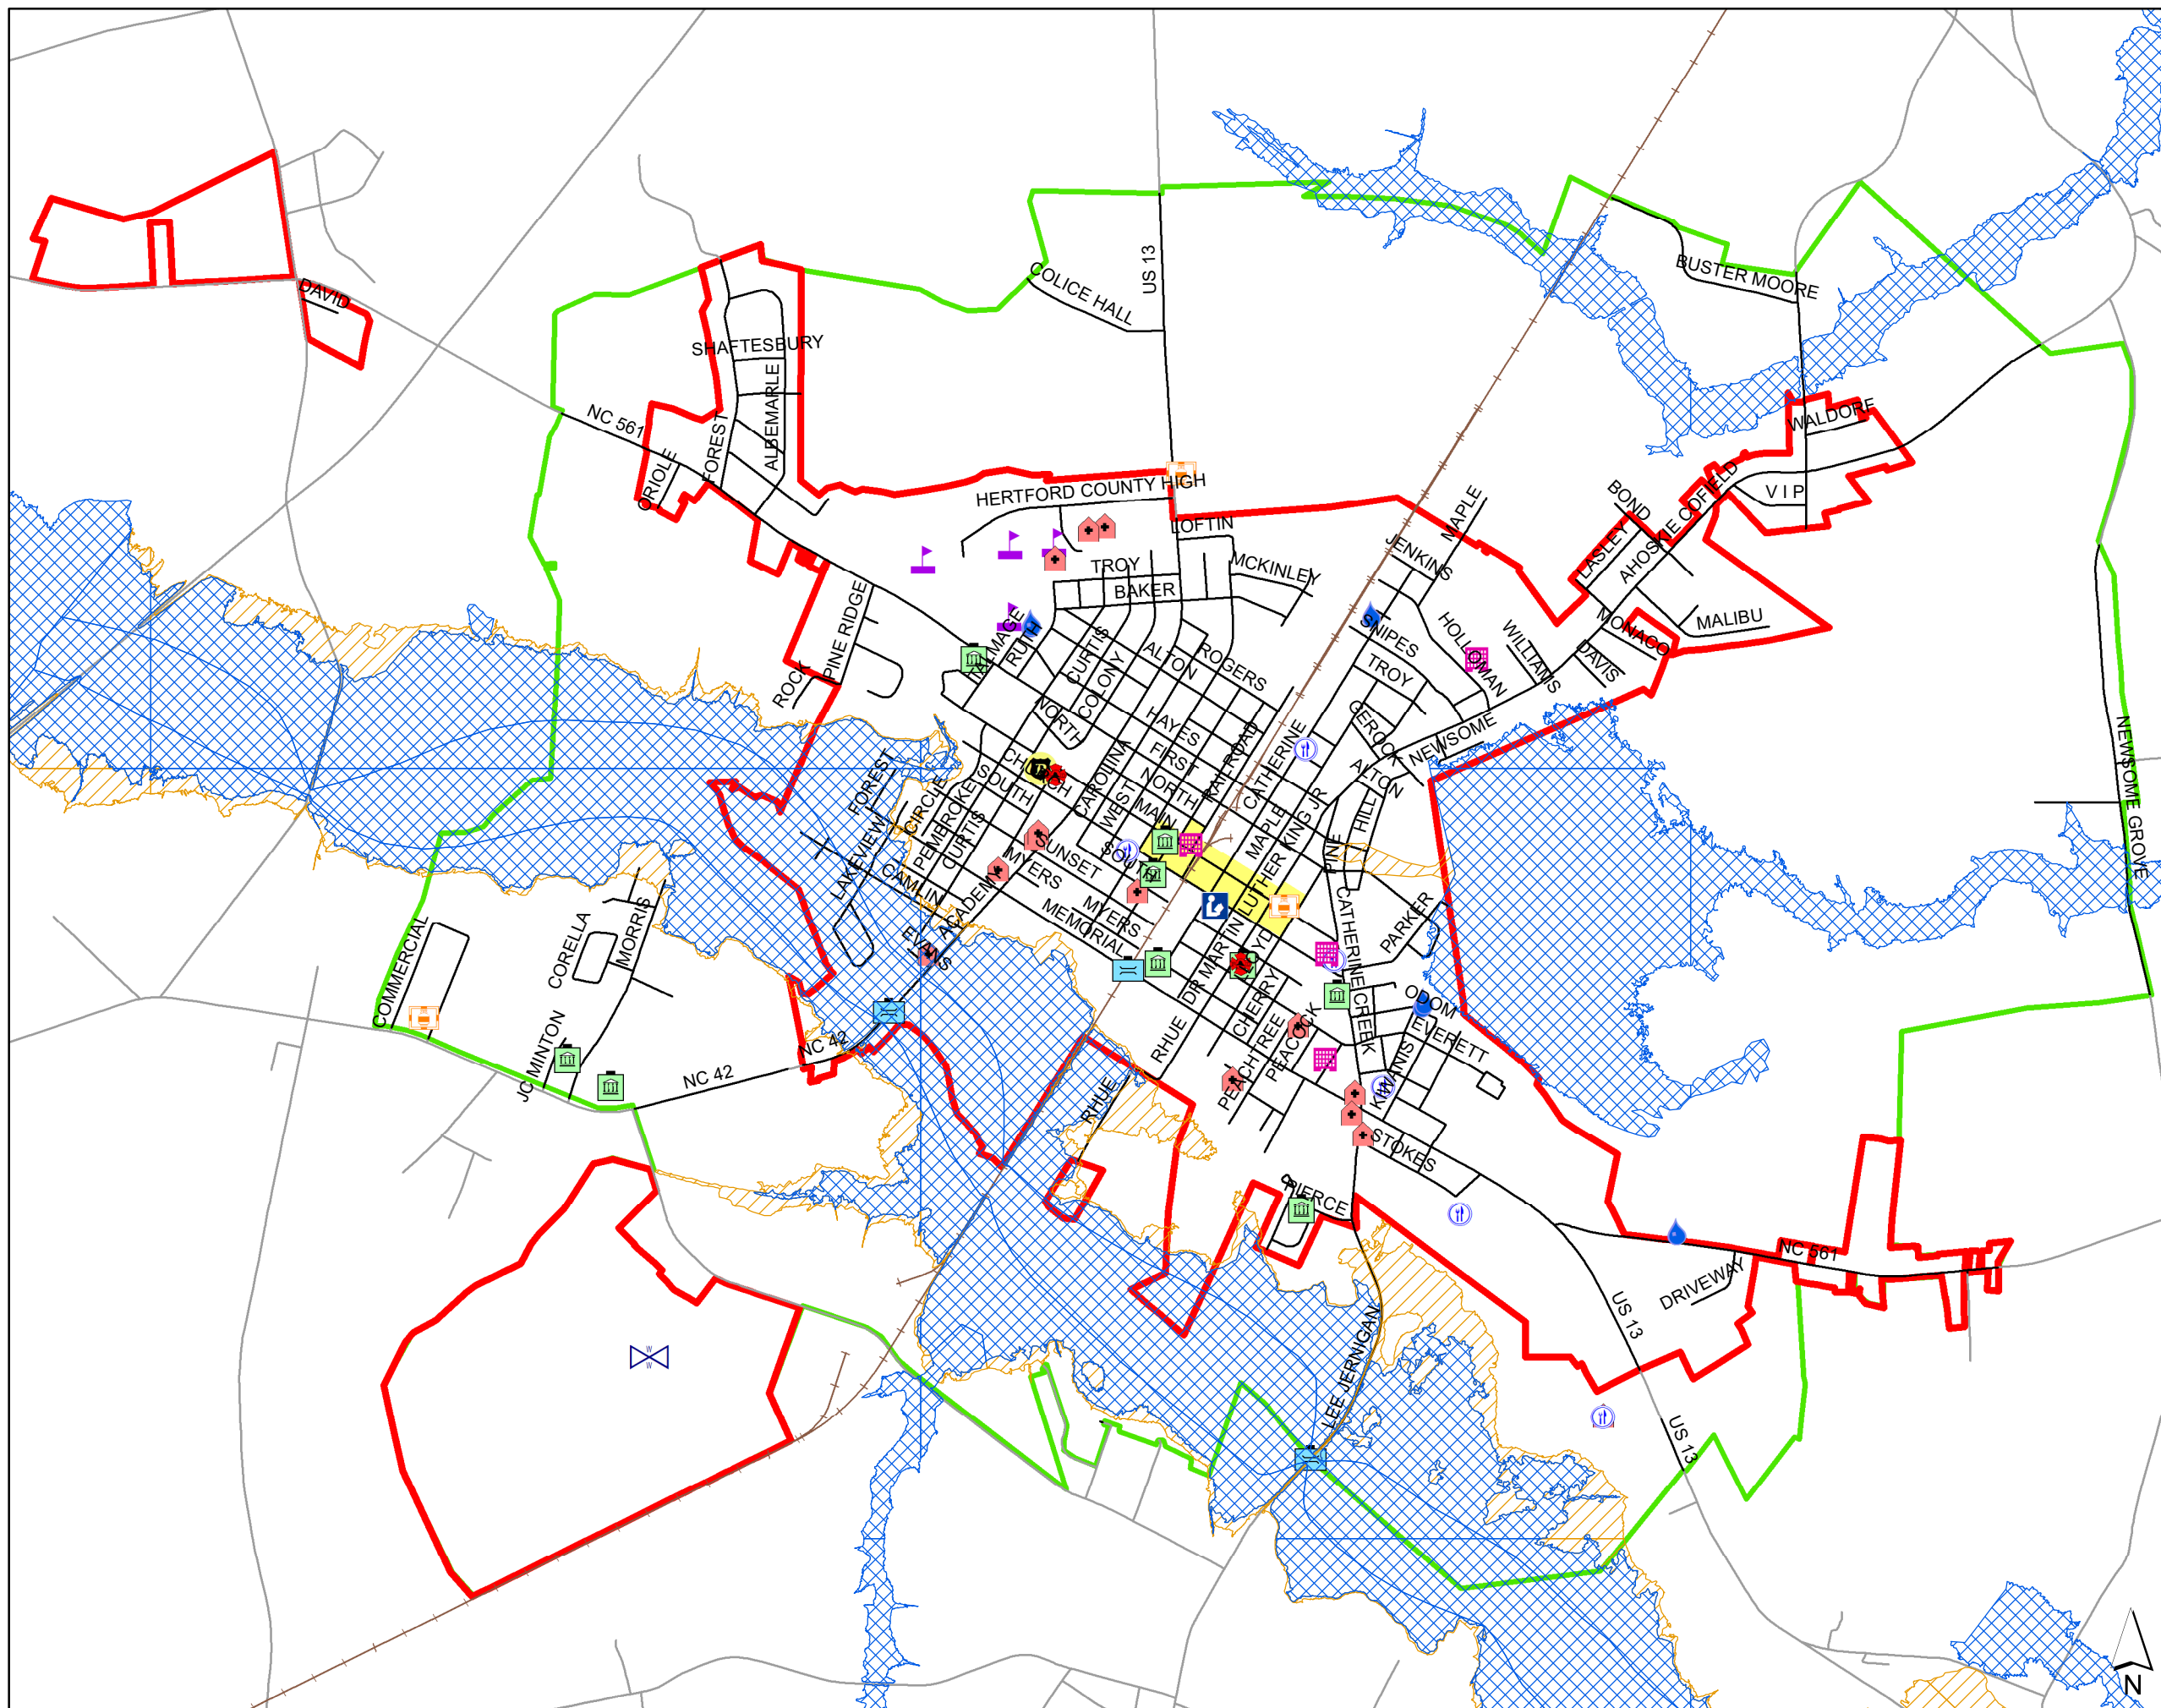 US 13
COLICE HALL
BUSTER MOORE
DAVID
SHAFTESBURY
ALBEMARLE
NC 561
FOREST
ORIOLE
WALDORF
V I P
HERTFORD COUNTY HIGH
LOFTIN
MAPLE
BOND
AHOSKIE COFIELD
LASLEY
JENKINS
TROY
BAKER
MCKINLEY
PINE RIDGE
ROCK
TALMAGE
RUTH
CURTIS
COLONY
ALTON
ROGERS
SNIPES
TROY
HOLLOMAN
WILLIAMS
DAVIS
MONACO
MALIBU
NORTH
HAYES
FIRST
NORTH
MAIN
RAILROAD
CATHERINE
GEROCK
NEWSOME
ALTON
NEWSOME GROVE
CHURCH
SOUTH
CAROLINA
WEST
FOREST
CIRCLE
PEMBROKE
CURTIS
LAKEVIEW
CAMLIN
ACADEMY
EVANS
SUNSET
MYERS
SOUTH
MYERS
MEMORIAL
MAPLE
DR MARTIN LUTHER KING JR
PINE
HILL
CATHERINE CREEK
PARKER
COMMERCIAL
CORELLA
MORRIS
JC MINTON
NC 42
NC 42
RHUE
RHUE
CHERRY
PEACHTREE
PEACOCK
ODOM
EVERETT
KIWANIS
STOKES
PIERCE
LEE JERNIGAN
NC 561
DRIVEWAY
US 13
US 13
W
W
N